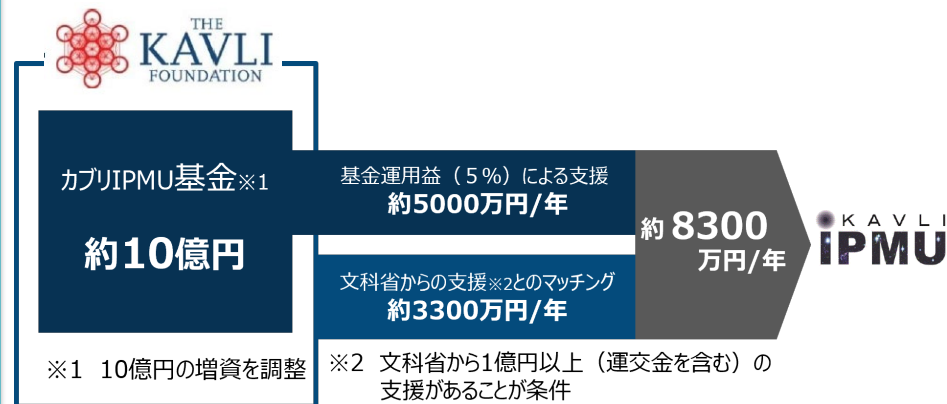 THE
KAVLI
FOUNDATION
カブリIPMU基金※1
約10億円
基金運用益（５％）による支援
約5000万円/年
文科省からの支援※2とのマッチング
約3300万円/年
約 8300
万円/年
KAVLI
IPMU
※1 10億円の増資を調整
※2 文科省から1億円以上（運交金を含む）の
支援があることが条件